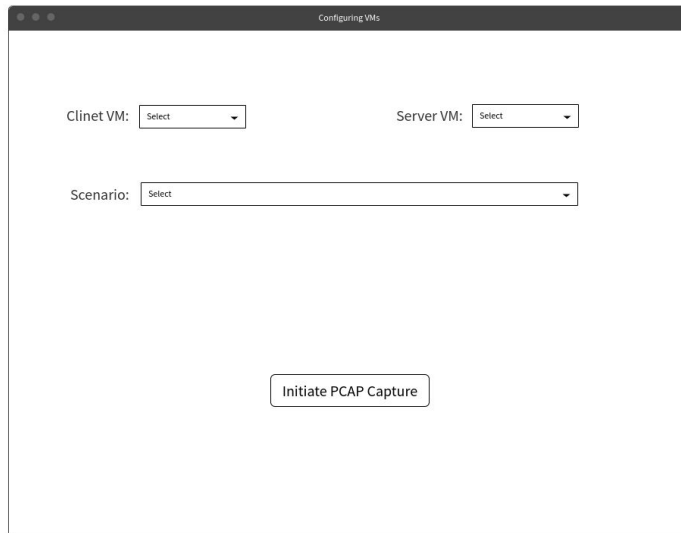 Configuring VMs
Clinet VM: Select Server VM: Select
Scenario: Select
Initiate PCAP Capture